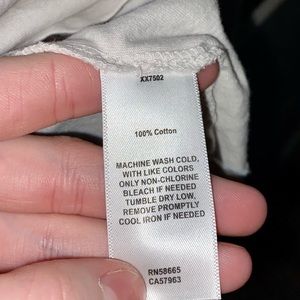 XX7502
100% Cotton
MACHINE WASH COLD,
WITH LIKE COLORS
ONLY NON-CHLORINE
BLEACH IF NEEDED
TUMBLE DRY LOW,
REMOVE PROMPTLY
COOL IRON IF NEEDED
RN58665
CA57963